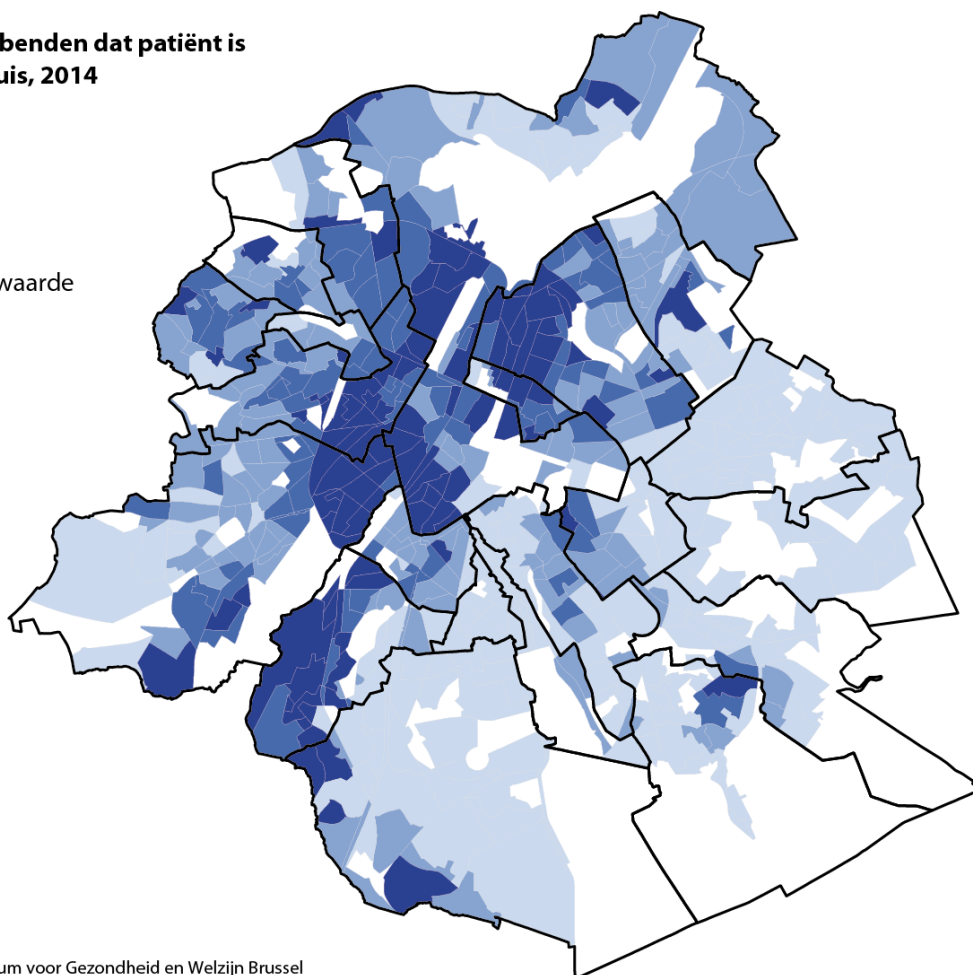 benden dat patiënt is
uis, 2014
waarde
um voor Gezondheid en Welzijn Brussel